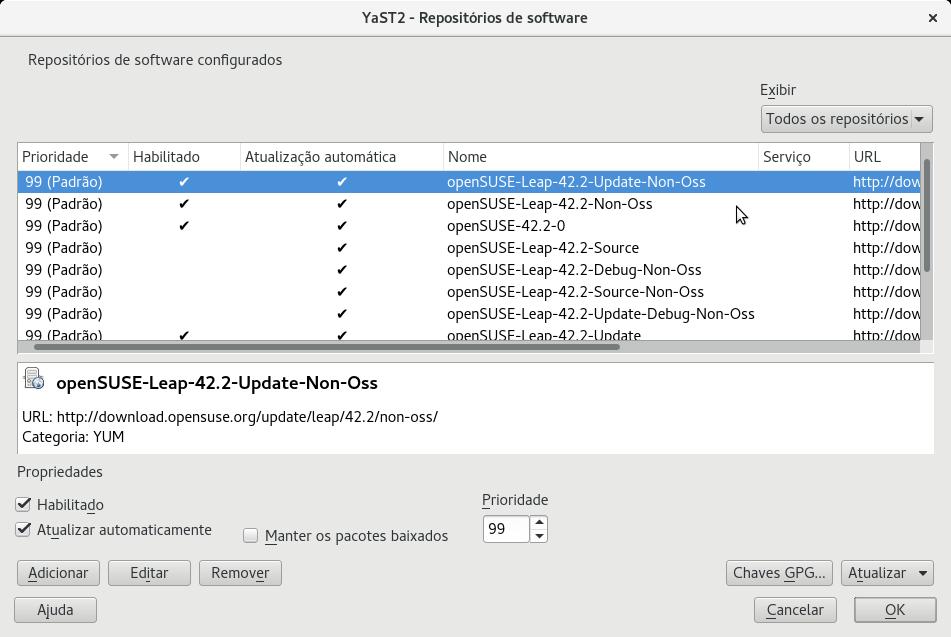 YaST2 - Repositórios de software
Repositórios de software configurados
Exibir
Todos os repositórios
Prioridade Habilitado Atualização automática Nome Serviço URL
99 (Padrão) ✔ ✔ openSUSE-Leap-42.2-Update-Non-Oss http://dow
99 (Padrão) ✔ ✔ openSUSE-Leap-42.2-Non-Oss http://dow
99 (Padrão) ✔ ✔ openSUSE-42.2-0 http://dow
99 (Padrão) ✔ openSUSE-Leap-42.2-Source http://dow
99 (Padrão) ✔ openSUSE-Leap-42.2-Debug-Non-Oss http://dow
99 (Padrão) ✔ openSUSE-Leap-42.2-Source-Non-Oss http://dow
99 (Padrão) ✔ openSUSE-Leap-42.2-Update-Debug-Non-Oss http://dow
99 (Padrão) ✔ ✔ openSUSE-Leap-42.2-Update http://dow
openSUSE-Leap-42.2-Update-Non-Oss
URL: http://download.opensuse.org/update/leap/42.2/non-oss/
Categoria: YUM
Propriedades
Habilitado
Prioridade
Atualizar automaticamente
Manter os pacotes baixados
99
Adicionar Editar Remover Chaves GPG... Atualizar
Ajuda Cancelar OK